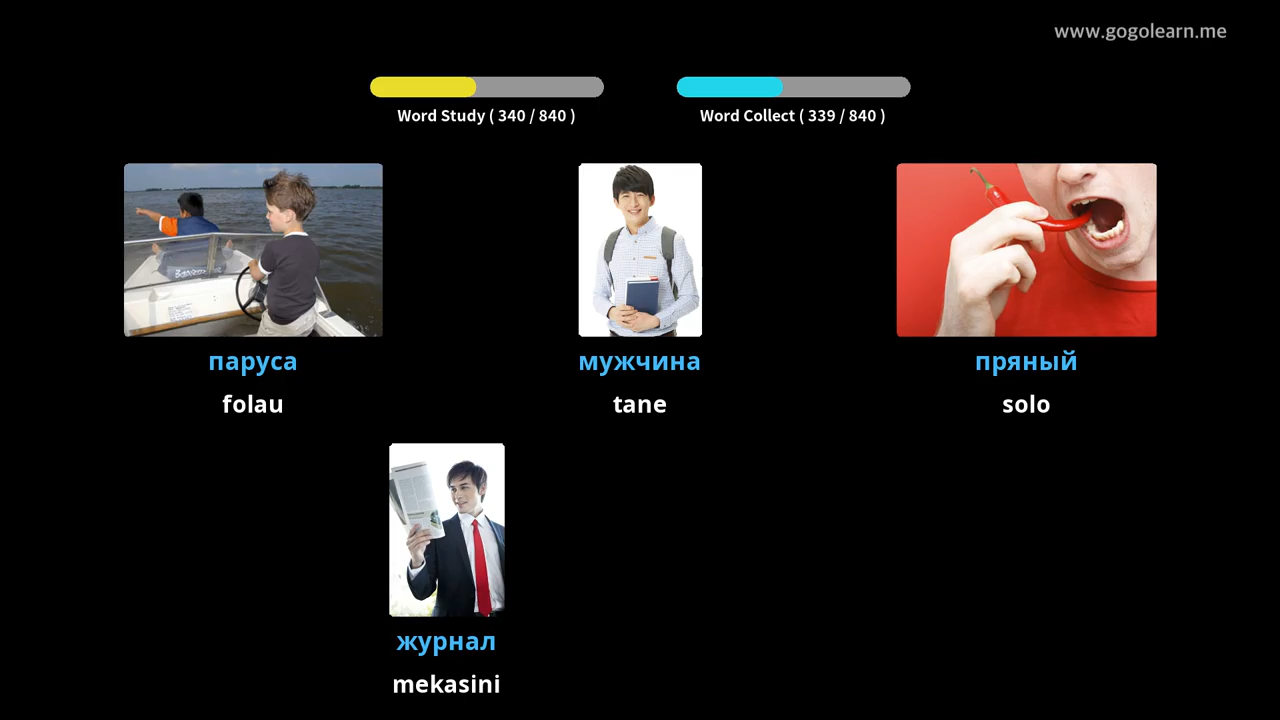 www.gogolearn.me
Word Study ( 340 / 840 )
Word Collect ( 339 / 840 )
паруса
folau
мужчина
tane
пряный
solo
журнал
mekasini